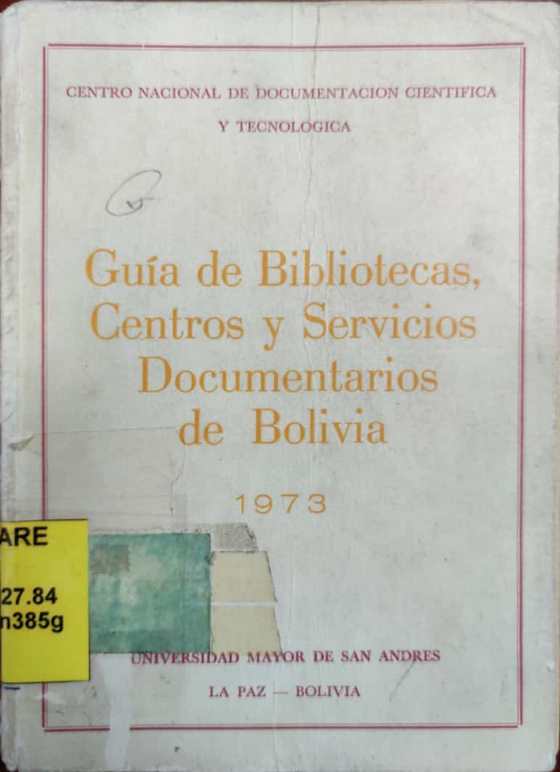 CENTRO NACIONAL DE DOCUMENTACION CIENTIFICA
Y TECNOLOGICA
Guía de Bibliotecas,
Centros y Servicios
Documentarios
de Bolivia
1973
ARE
27.84
n385g
UNIVERSIDAD MAYOR DE SAN ANDRES
LA PAZ — BOLIVIA